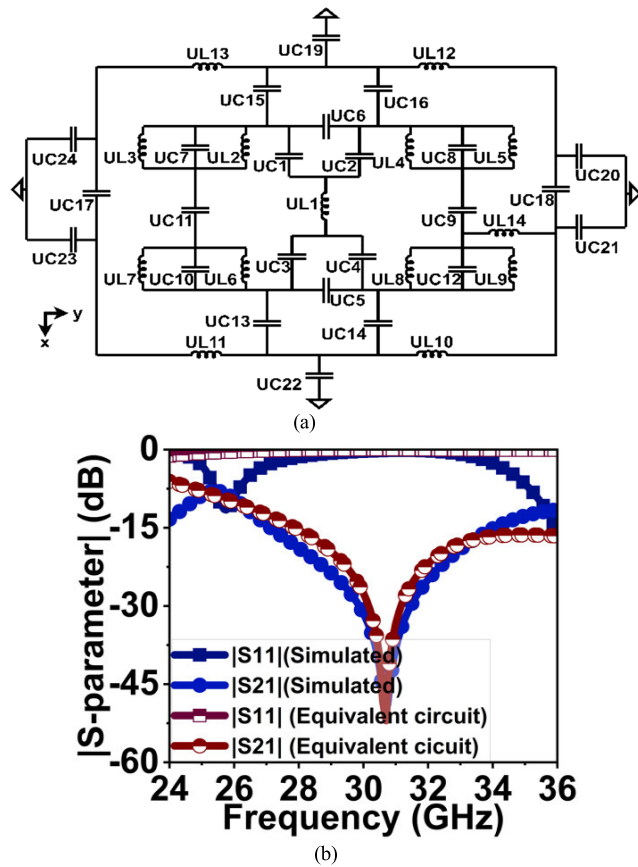 UC19
UL13
UL12
UC15
UC16
UC6
UC24
UL3
UC7
UL2
UC1
UC2
UL4
UC8
UL5
UC20
UC17
UC18
UL1
UC11
UC9
UL14
UC23
UC21
UC3
UC4
UL7
UC10
UL6
UL8
UC12
UL9
UC5
y
UC13
UC14
x
UL11
UL10
UC22
(a)
|S-parameter| (dB)
0
-15
-30
-45
-60
|S11|(Simulated)
|S21|(Simulated)
|S11| (Equivalent circuit)
|S21| (Equivalent cicuit)
24 26 28 30 32 34 36
Frequency (GHz)
(b)